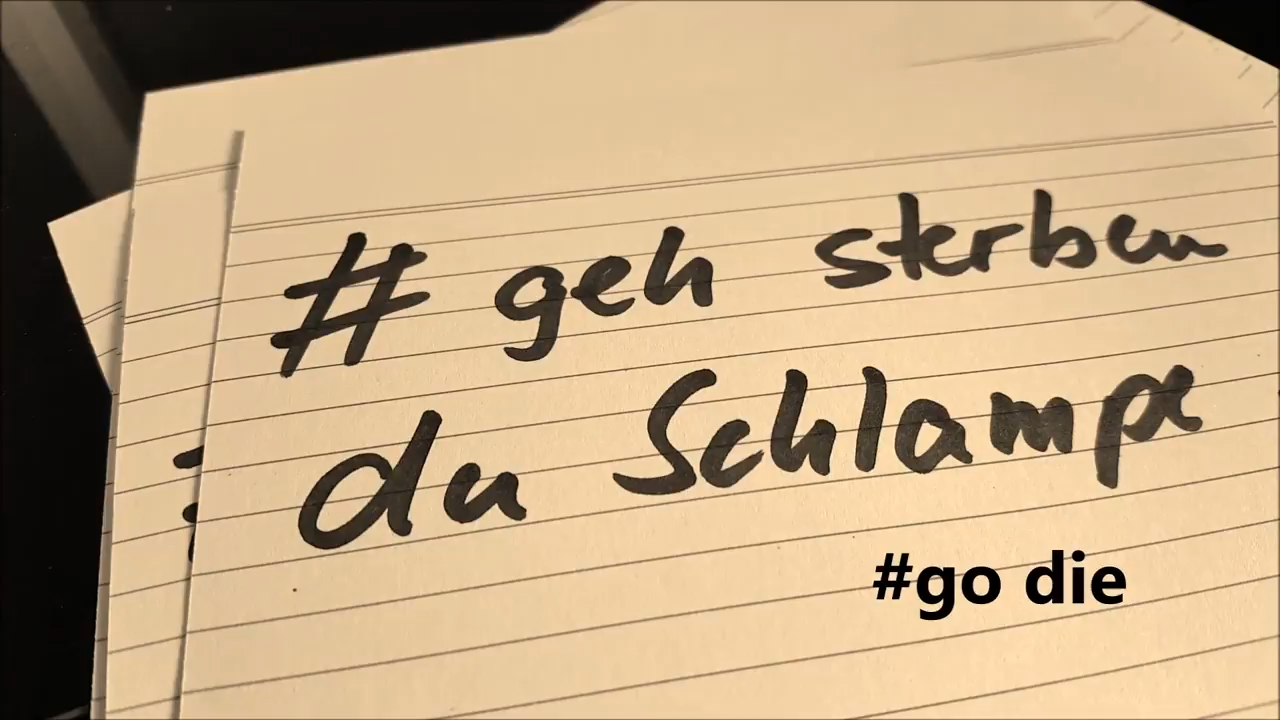 # geh sterben
du Schlampe
#go die